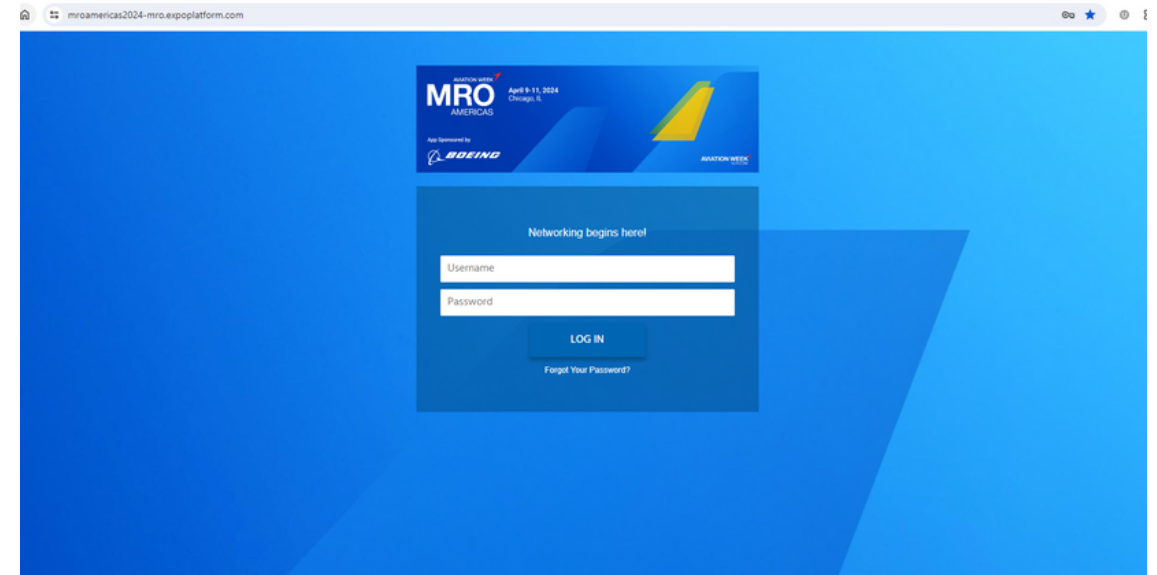 mroamericas2024-mro.expoplatform.com
AVIATION WEEK
MRO
AMERICAS
April 9-11, 2024
Chicago, IL
App Sponsored by
BOEING
AVIATION WEEK
Networking begins here!
Username
Password
LOG IN
Forgot Your Password?